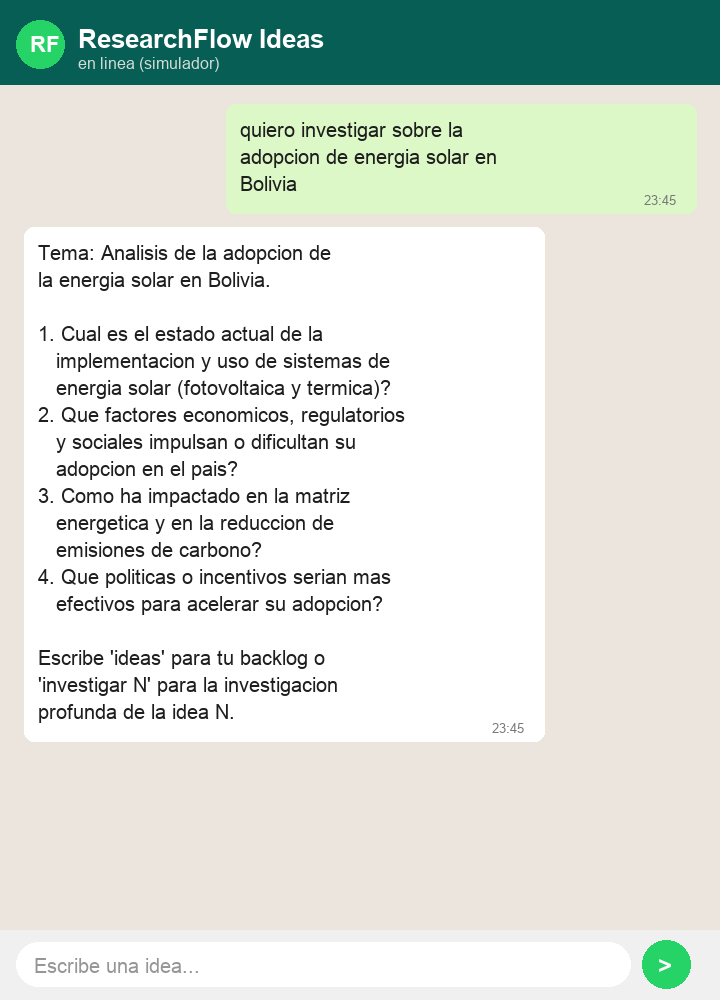 RF
ResearchFlow Ideas
en linea (simulador)
quiero investigar sobre la
adopcion de energia solar en
Bolivia
23:45
Tema: Analisis de la adopcion de
la energia solar en Bolivia.
1. Cual es el estado actual de la
implementacion y uso de sistemas de
energia solar (fotovoltaica y termica)?
2. Que factores economicos, regulatorios
y sociales impulsan o dificultan su
adopcion en el pais?
3. Como ha impactado en la matriz
energetica y en la reduccion de
emisiones de carbono?
4. Que politicas o incentivos serian mas
efectivos para acelerar su adopcion?
Escribe 'ideas' para tu backlog o
'investigar N' para la investigacion
profunda de la idea N.
23:45
Escribe una idea...
>